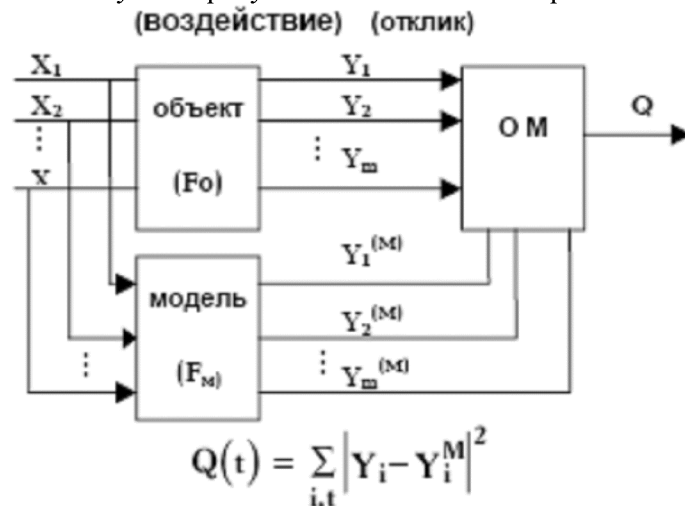 (воздействие) (отклик)
X₁ Y₁
X₂ объект Y₂ О М Q
x (Fo) Yₘ
Y₁⁽ᴹ⁾
модель
Y₂⁽ᴹ⁾
(Fм) Yₘ⁽ᴹ⁾
Q(t) = ∑ |Yᵢ − Yᵢᴹ|²
i,t